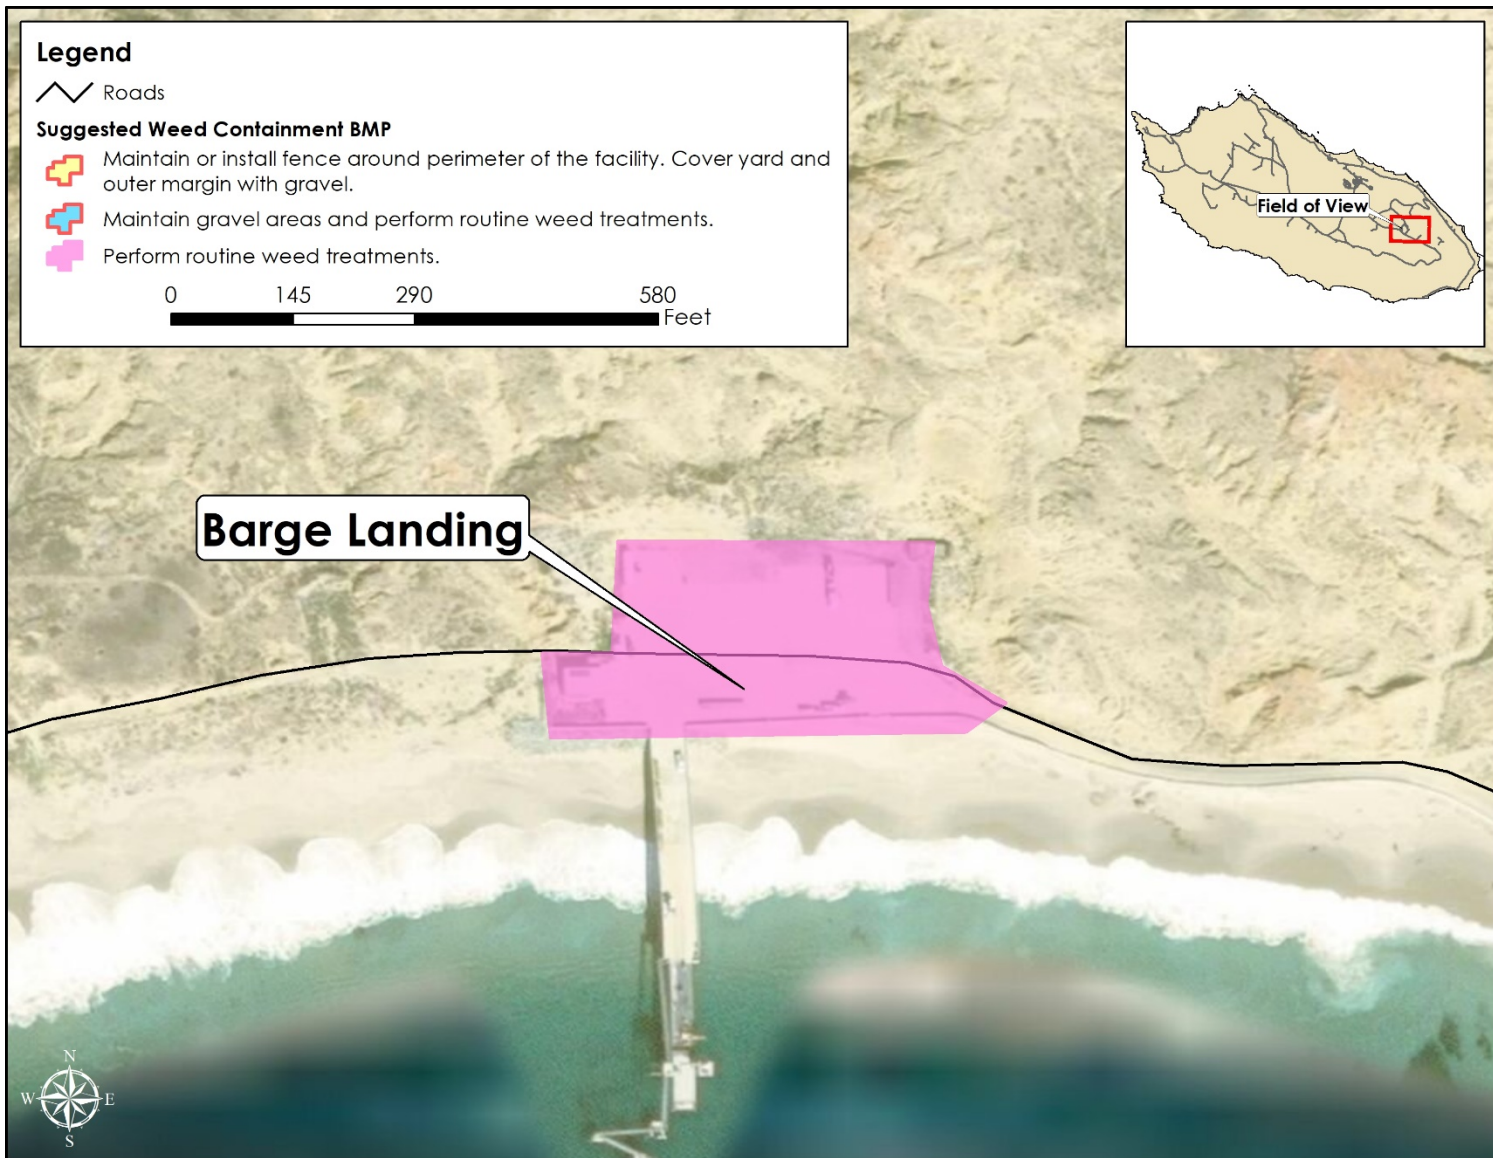 Legend
Roads
Suggested Weed Containment BMP
Maintain or install fence around perimeter of the facility. Cover yard and
outer margin with gravel.
Maintain gravel areas and perform routine weed treatments.
Perform routine weed treatments.
0 145 290 580
Feet
Field of View
Barge Landing
N
W E
S